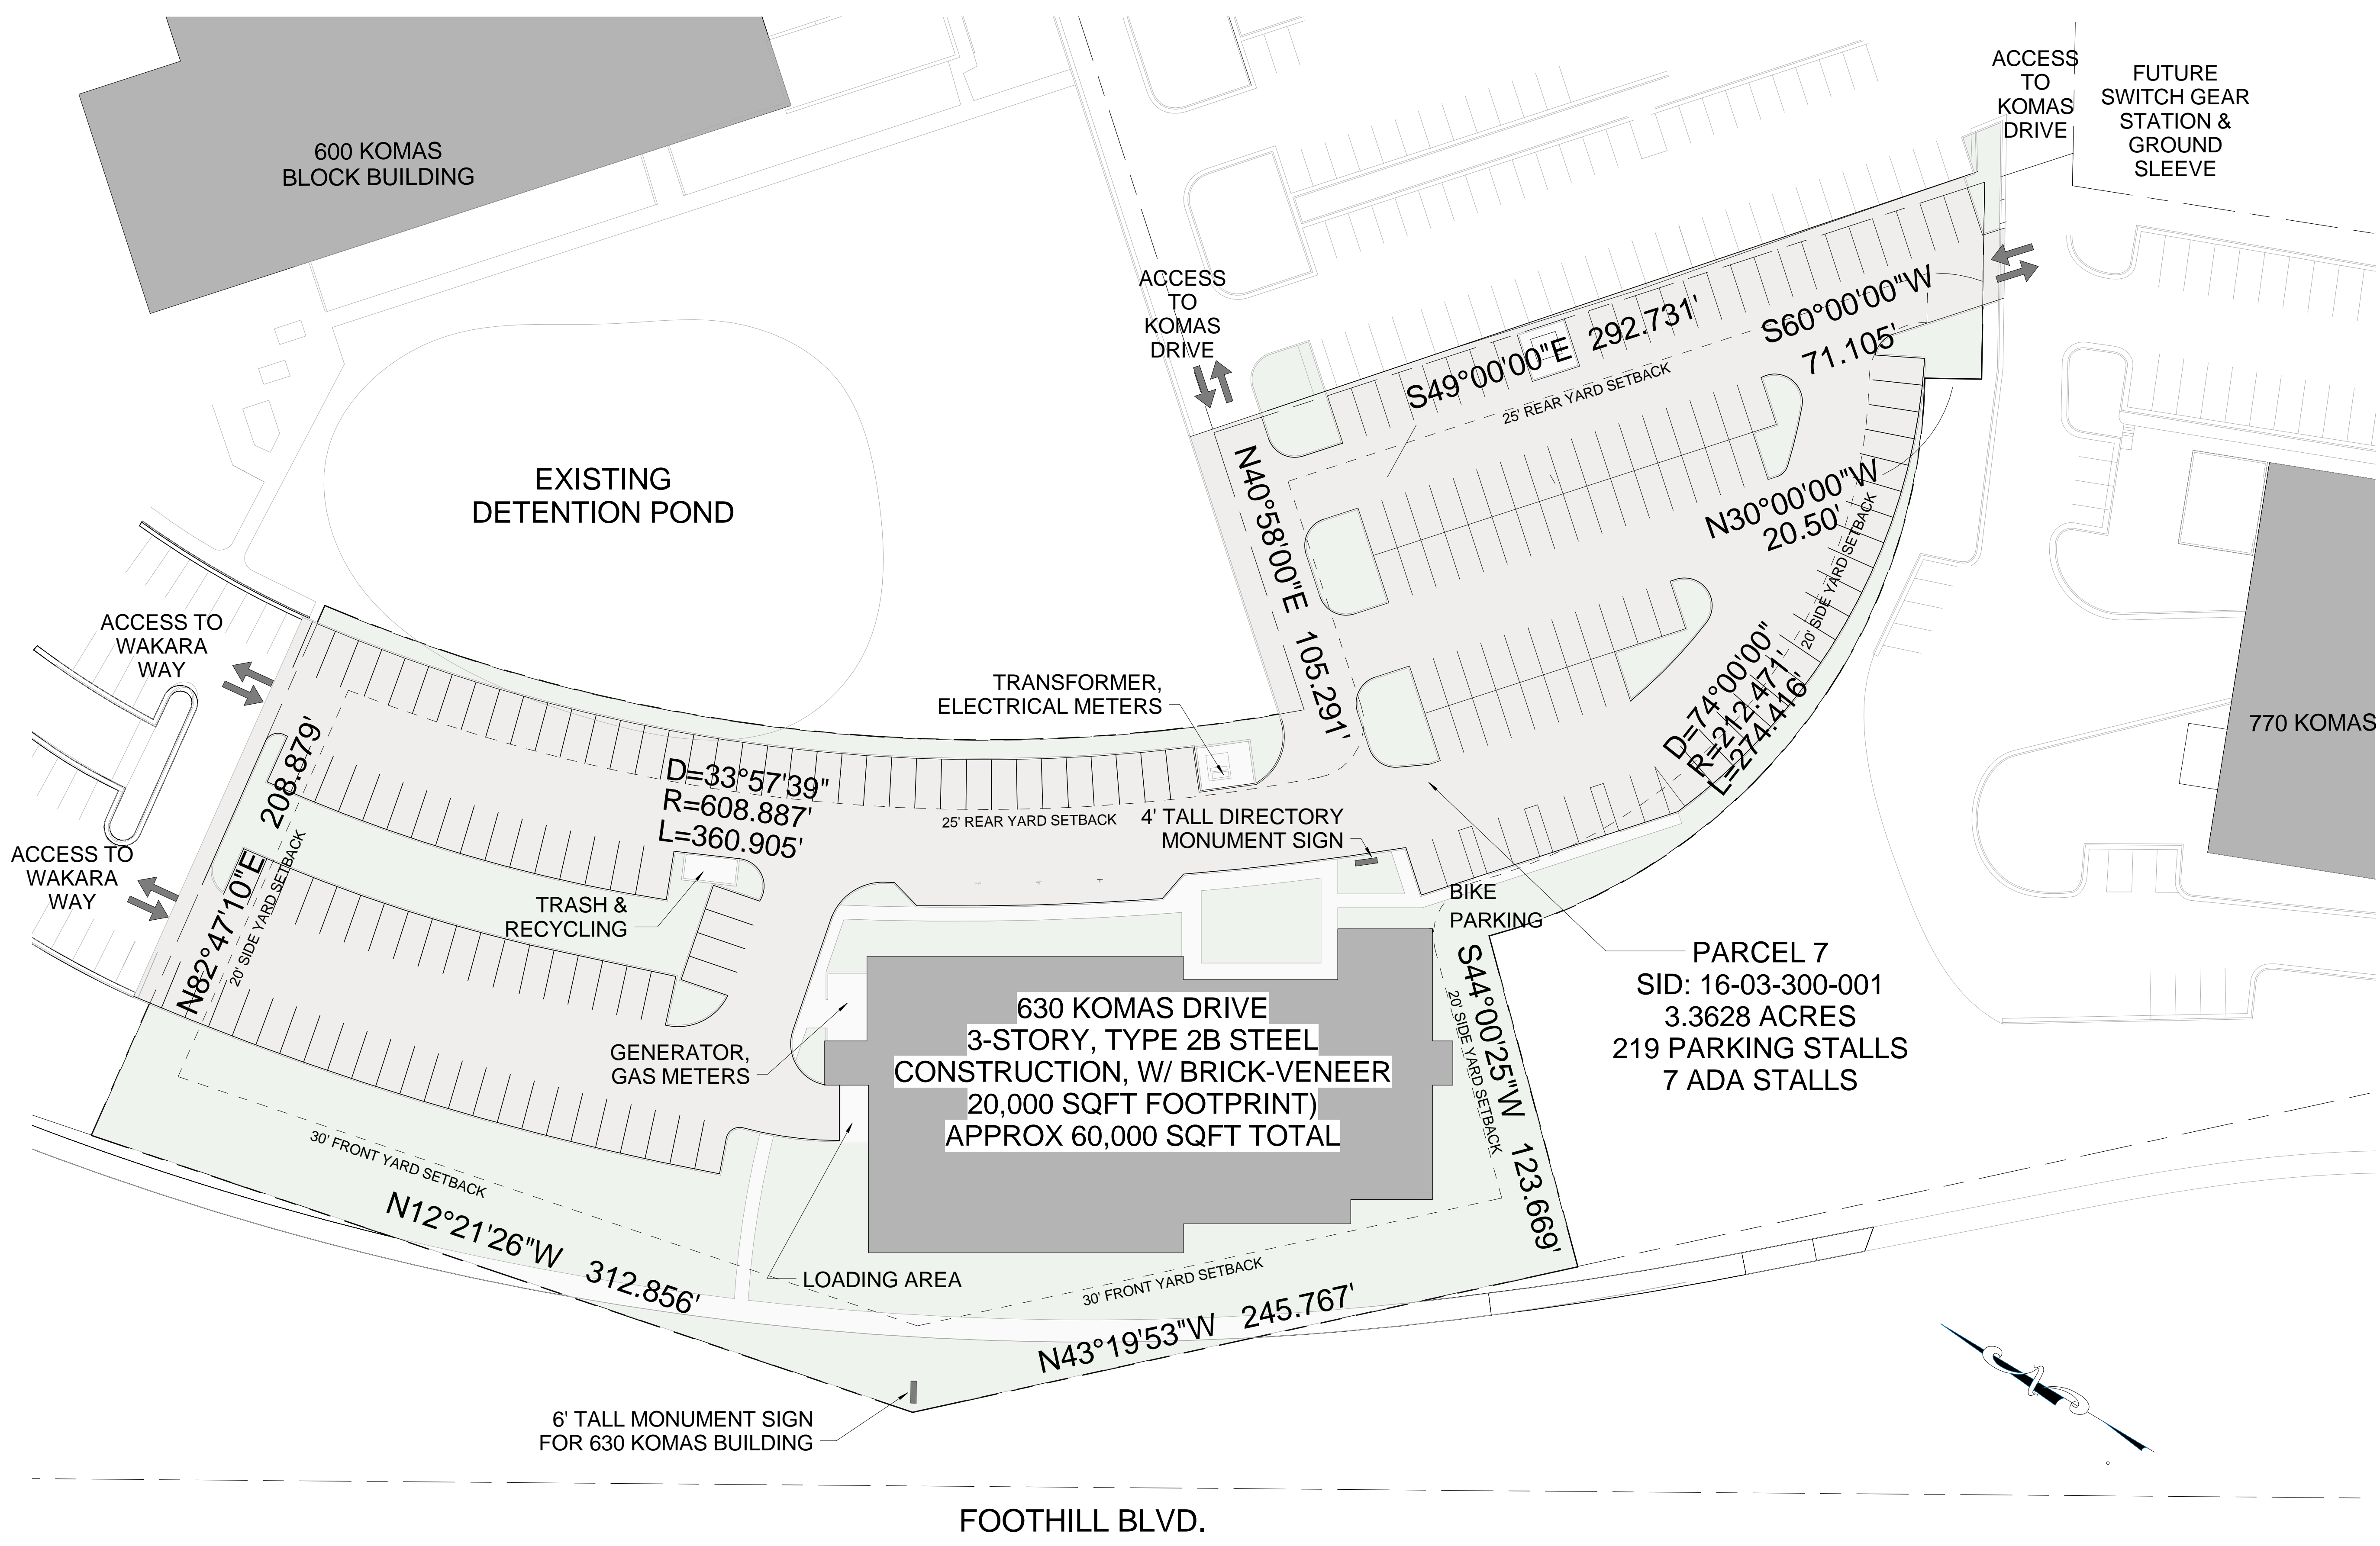 ACCESS
TO
KOMAS
DRIVE
FUTURE
SWITCH GEAR
STATION &
GROUND
SLEEVE
600 KOMAS
BLOCK BUILDING
ACCESS
TO
KOMAS
DRIVE
S49°00'00"E 292.731'
S60°00'00"W
71.105'
25' REAR YARD SETBACK
EXISTING
DETENTION POND
N40°58'00"E 105.291'
N30°00'00"W
20.50'
20' SIDE YARD SETBACK
ACCESS TO
WAKARA
WAY
TRANSFORMER,
ELECTRICAL METERS
D=74°00'00"
R=212.471'
L=274.416'
770 KOMAS
208.879'
D=33°57'39"
R=608.887'
L=360.905'
25' REAR YARD SETBACK
4' TALL DIRECTORY
MONUMENT SIGN
ACCESS TO
WAKARA
WAY
N82°47'10"E
20' SIDE YARD SETBACK
TRASH &
RECYCLING
BIKE
PARKING
PARCEL 7
SID: 16-03-300-001
3.3628 ACRES
219 PARKING STALLS
7 ADA STALLS
S44°00'25"W 123.669'
20' SIDE YARD SETBACK
630 KOMAS DRIVE
3-STORY, TYPE 2B STEEL
CONSTRUCTION, W/ BRICK-VENEER
20,000 SQFT FOOTPRINT)
APPROX 60,000 SQFT TOTAL
GENERATOR,
GAS METERS
30' FRONT YARD SETBACK
N12°21'26"W 312.856'
LOADING AREA
30' FRONT YARD SETBACK
N43°19'53"W 245.767'
6' TALL MONUMENT SIGN
FOR 630 KOMAS BUILDING
FOOTHILL BLVD.